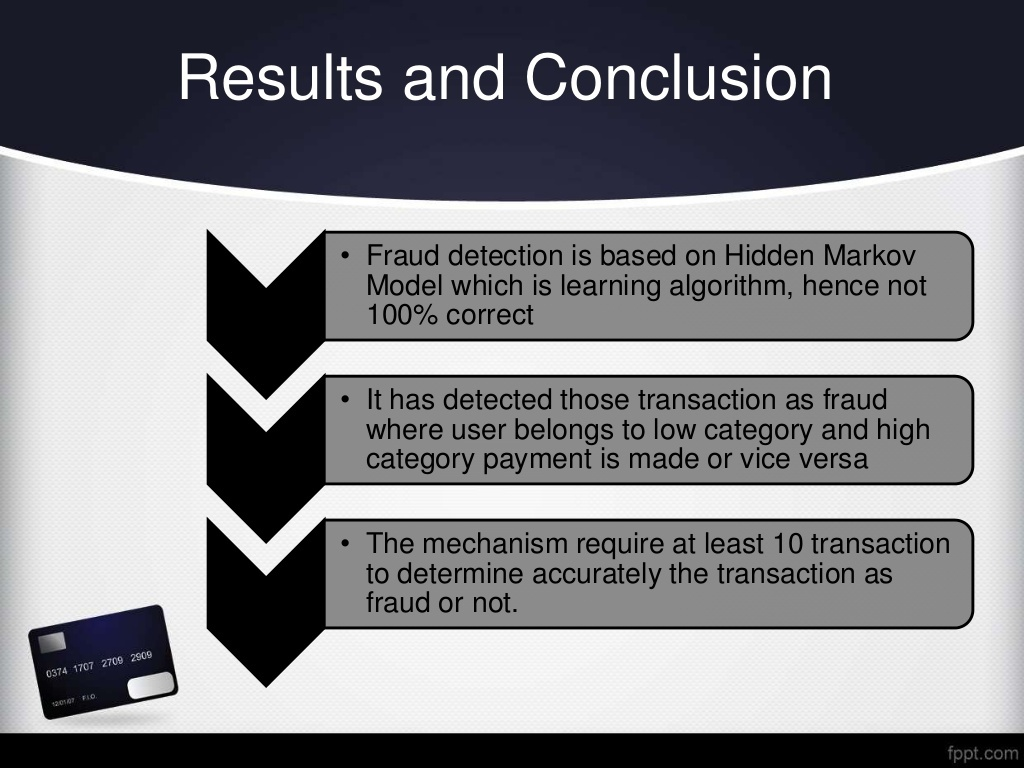 Results and Conclusion
• Fraud detection is based on Hidden Markov
Model which is learning algorithm, hence not
100% correct
• It has detected those transaction as fraud
where user belongs to low category and high
category payment is made or vice versa
• The mechanism require at least 10 transaction
to determine accurately the transaction as
fraud or not.
0374 1707 2709 2909
12/01/07 F.I.O.
fppt.com